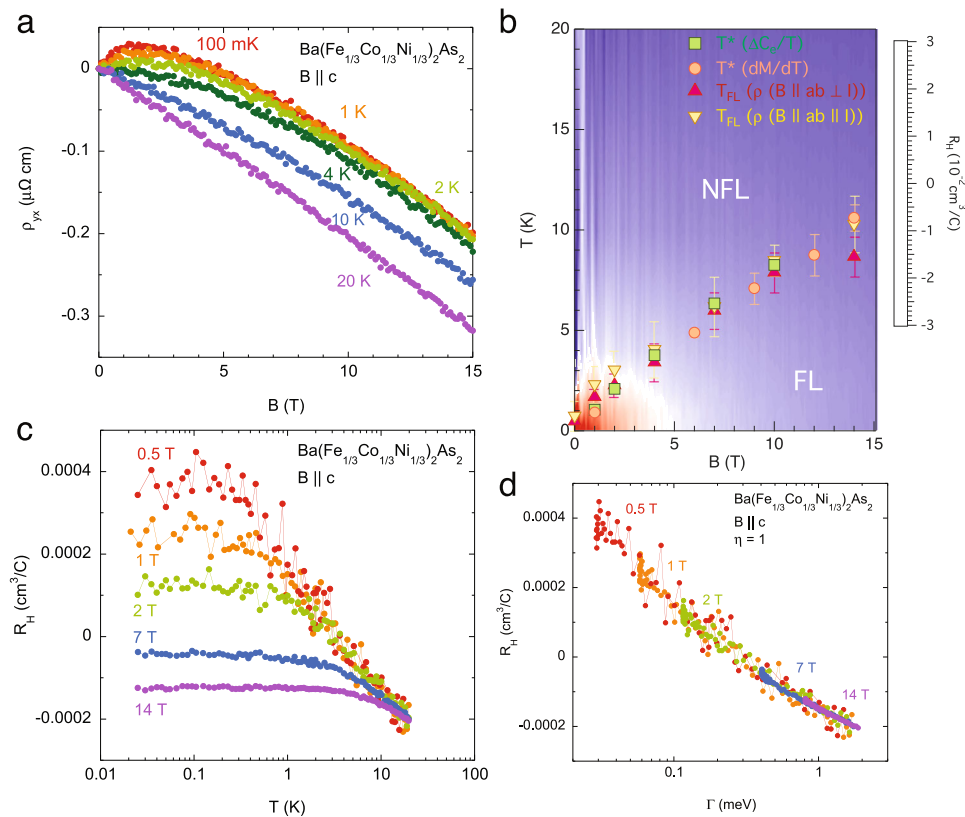 a
100 mK
Ba(Fe1/3Co1/3Ni1/3)2As2
B || c
1 K
4 K
2 K
10 K
20 K
0
-0.1
-0.2
-0.3
ρyx (μΩ cm)
0
5
10
15
B (T)
b
T* (ΔCe/T)
T* (dM/dT)
TFL (ρ (B || ab ⊥ I))
TFL (ρ (B || ab || I))
NFL
FL
20
15
10
5
0
T (K)
0
5
10
15
B (T)
3
2
1
0
-1
-2
-3
RH (10-2cm3/C)
c
0.5 T
Ba(Fe1/3Co1/3Ni1/3)2As2
B || c
1 T
2 T
7 T
14 T
0.0004
0.0002
0
-0.0002
RH (cm3/C)
0.01
0.1
1
10
100
T (K)
d
0.5 T
Ba(Fe1/3Co1/3Ni1/3)2As2
B || c
η = 1
1 T
2 T
7 T
14 T
0.0004
0.0002
0
-0.0002
RH (cm3/C)
0.1
1
Γ (meV)